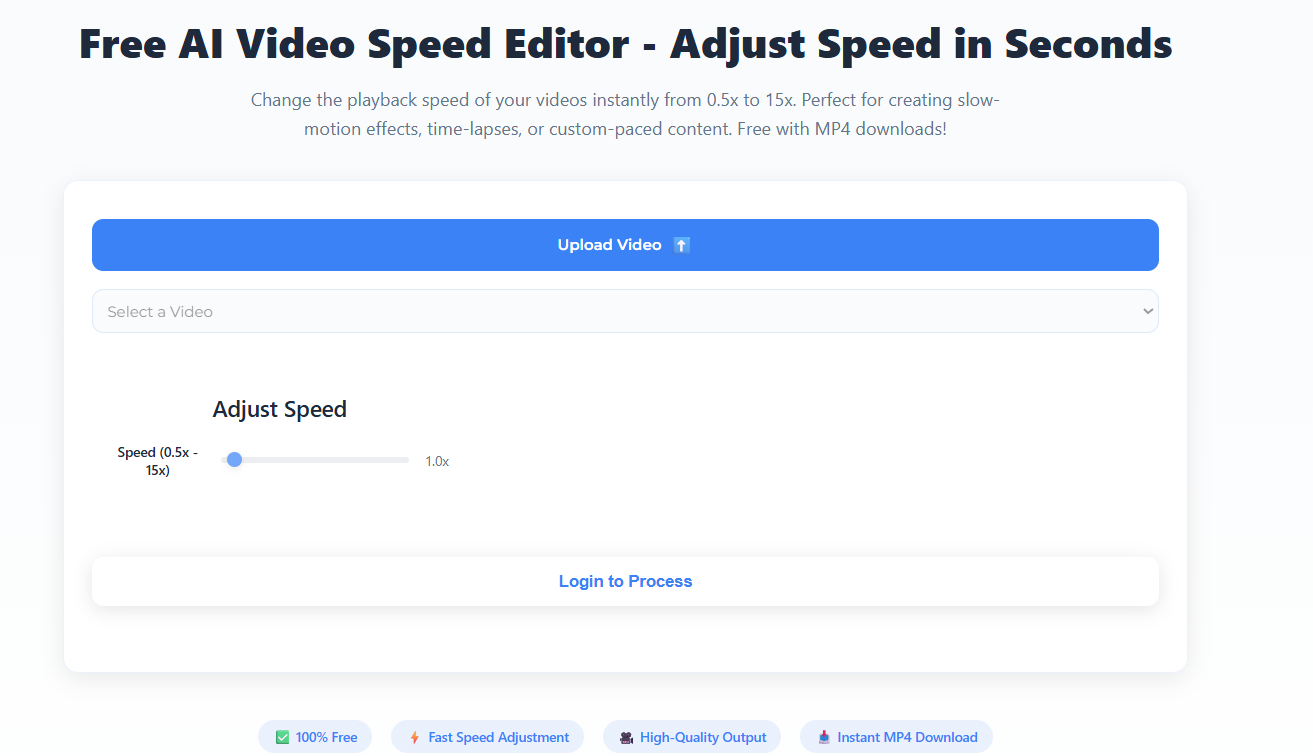 Free AI Video Speed Editor - Adjust Speed in Seconds
Change the playback speed of your videos instantly from 0.5x to 15x. Perfect for creating slow-
motion effects, time-lapses, or custom-paced content. Free with MP4 downloads!
Upload Video ⬆️
Select a Video
Adjust Speed
Speed (0.5x -
15x)
1.0x
Login to Process
✅ 100% Free
⚡ Fast Speed Adjustment
🎥 High-Quality Output
📥 Instant MP4 Download